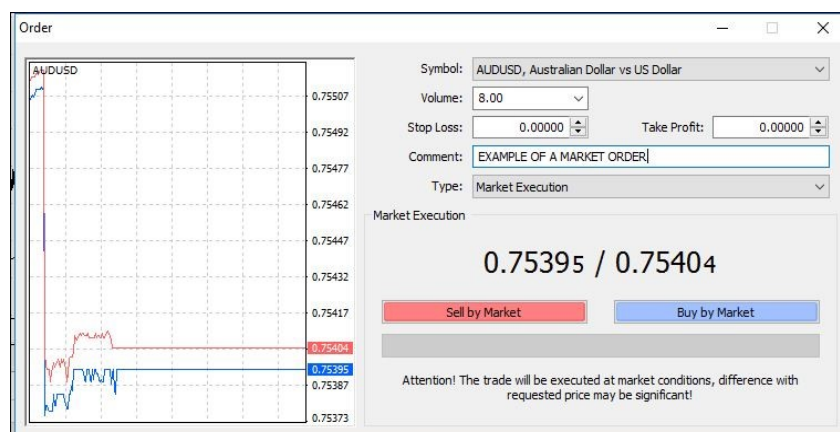 Order
AUDUSD
0.75507
0.75492
0.75477
0.75462
0.75447
0.75432
0.75417
0.75404
0.75395
0.75387
0.75373
Symbol: AUDUSD, Australian Dollar vs US Dollar
Volume: 8.00
Stop Loss: 0.00000 Take Profit: 0.00000
Comment: EXAMPLE OF A MARKET ORDER
Type: Market Execution
Market Execution
0.75395 / 0.75404
Sell by Market Buy by Market
Attention! The trade will be executed at market conditions, difference with
requested price may be significant!